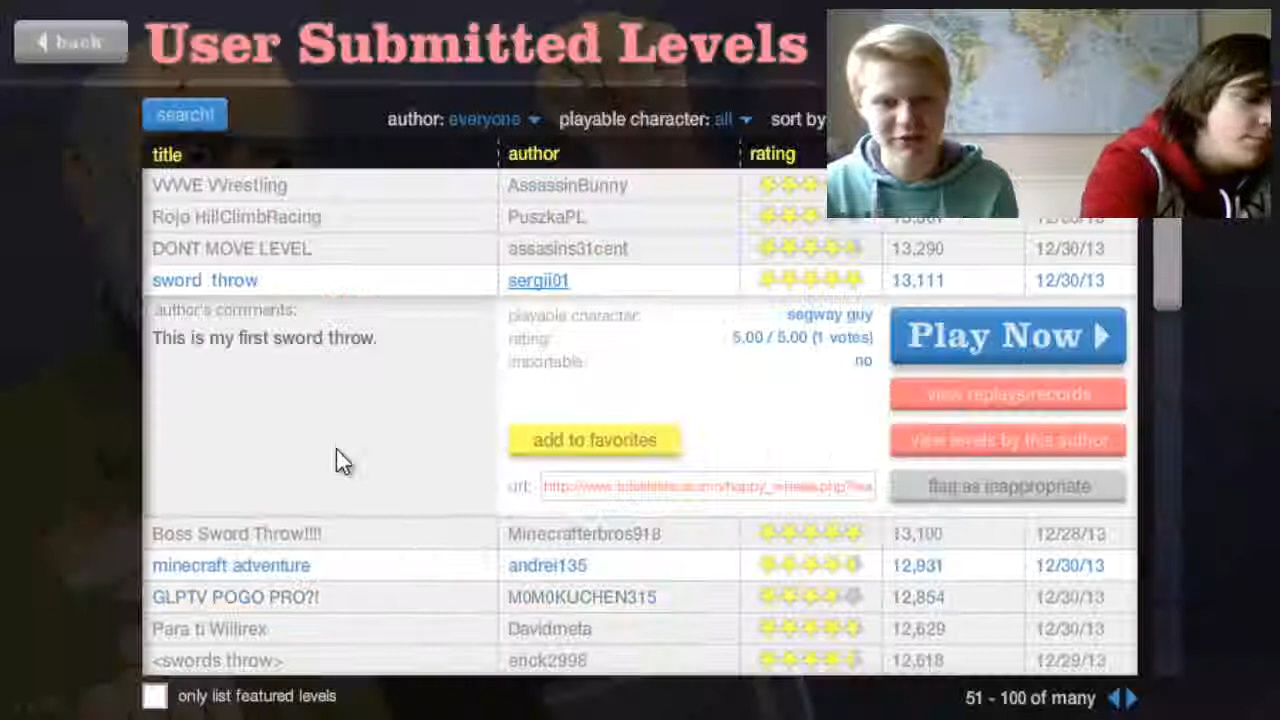 back
User Submitted Levels
search!
author: everyone playable character: all sort by
title author rating
VVVE VVrestling AssassinBunny
Rojo HillClimbRacing PuszkaPL
DONT MOVE LEVEL assasins31cent 13,290 12/30/13
sword throw sergii01 13,111 12/30/13
author's comments: playable character: segway guy Play Now
This is my first sword throw. rating: 5.00 / 5.00 (1 votes)
importable: no
view replays/records
add to favorites view levels by this author
url: flag as inappropriate
Boss Sword Throw!!!! Minecrafterbros918 13,100 12/28/13
minecraft adventure andrei135 12,931 12/30/13
GLPTV POGO PRO?! M0M0KUCHEN315 12,854 12/30/13
Para ti Willirex Davidmeta 12,629 12/30/13
<swords throw> erick2998 12,618 12/29/13
only list featured levels 51 - 100 of many